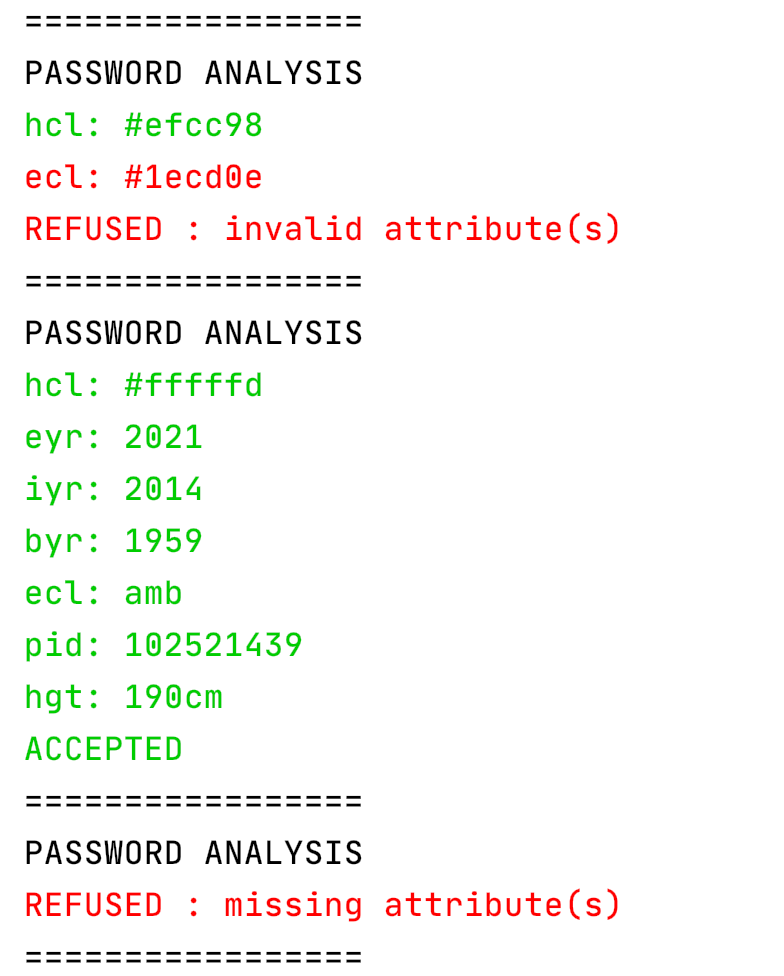 =================
PASSWORD ANALYSIS
hcl: #efcc98
ecl: #1ecd0e
REFUSED : invalid attribute(s)
=================
PASSWORD ANALYSIS
hcl: #fffffd
eyr: 2021
iyr: 2014
byr: 1959
ecl: amb
pid: 102521439
hgt: 190cm
ACCEPTED
=================
PASSWORD ANALYSIS
REFUSED : missing attribute(s)
=================